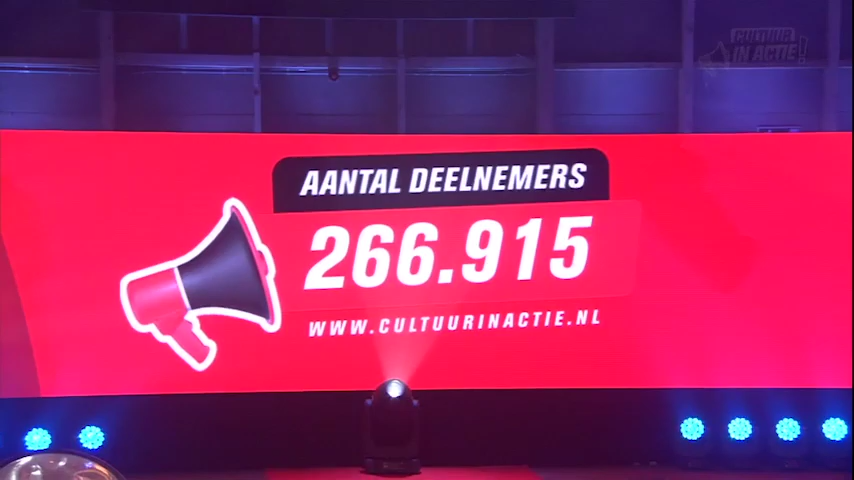 CULTUUR
IN ACTIE!
AANTAL DEELNEMERS
266.915
WWW.CULTUURINACTIE.NL